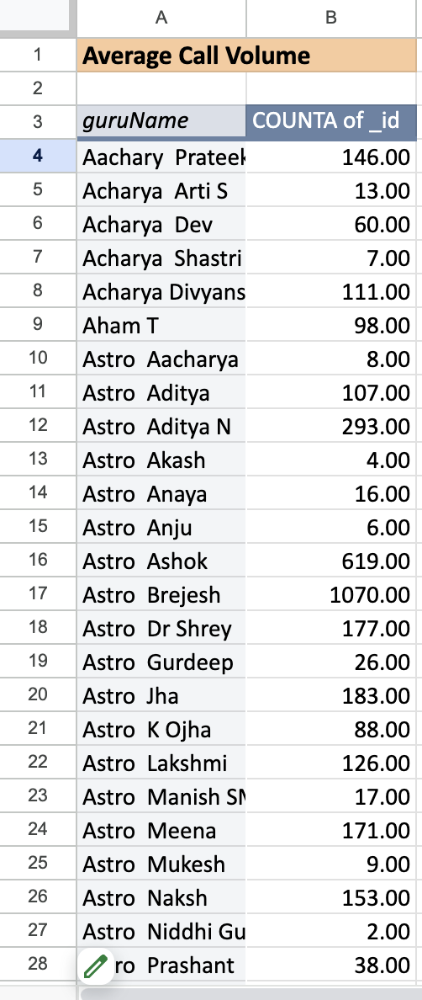 A B
1 Average Call Volume
2
3 guruName COUNTA of _id
4 Aachary Prateek 146.00
5 Acharya Arti S 13.00
6 Acharya Dev 60.00
7 Acharya Shastri 7.00
8 Acharya Divyans 111.00
9 Aham T 98.00
10 Astro Aacharya 8.00
11 Astro Aditya 107.00
12 Astro Aditya N 293.00
13 Astro Akash 4.00
14 Astro Anaya 16.00
15 Astro Anju 6.00
16 Astro Ashok 619.00
17 Astro Brejesh 1070.00
18 Astro Dr Shrey 177.00
19 Astro Gurdeep 26.00
20 Astro Jha 183.00
21 Astro K Ojha 88.00
22 Astro Lakshmi 126.00
23 Astro Manish SM 17.00
24 Astro Meena 171.00
25 Astro Mukesh 9.00
26 Astro Naksh 153.00
27 Astro Niddhi Gu 2.00
28 ro Prashant 38.00